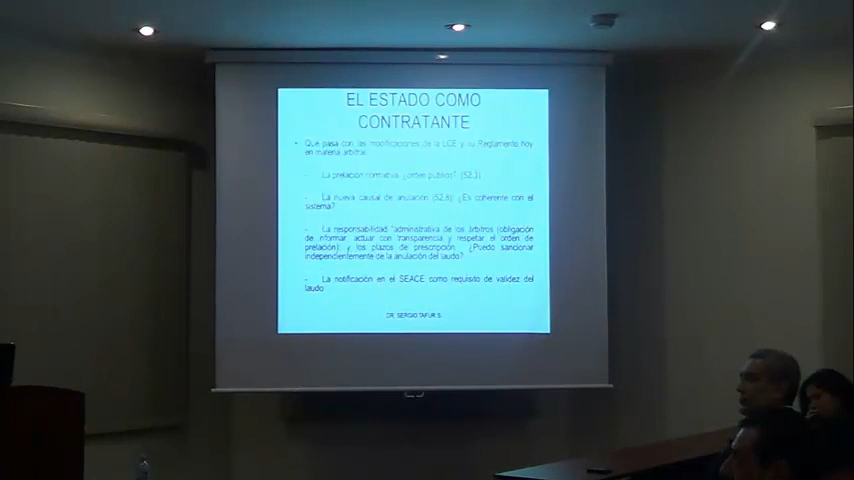 EL ESTADO COMO
CONTRATANTE
• Qué pasa con las modificaciones de la LCE y su Reglamento hoy
en materia arbitral.
- La prelación normativa. ¿orden público?. (52.3)
- La nueva causal de anulación (52.8) ¿Es coherente con el
sistema?
- La responsabilidad "administrativa de los árbitros (obligación
de informar, actuar con transparencia y respetar el orden de
prelación) y los plazos de prescripción. ¿Puedo sancionar
independientemente de la anulación del laudo?
- La notificación en el SEACE como requisito de validez del
laudo
DR. SERGIO TAFUR S.